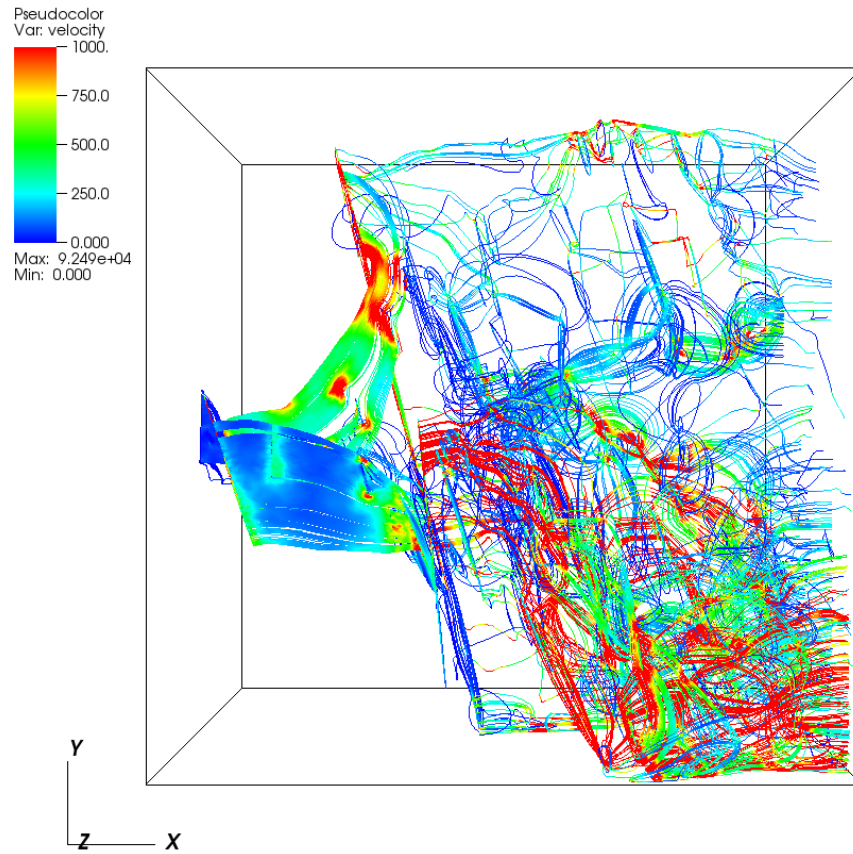 Pseudocolor
Var: velocity
1000.
750.0
500.0
250.0
0.000
Max: 9.249e+04
Min: 0.000
Y
Z X